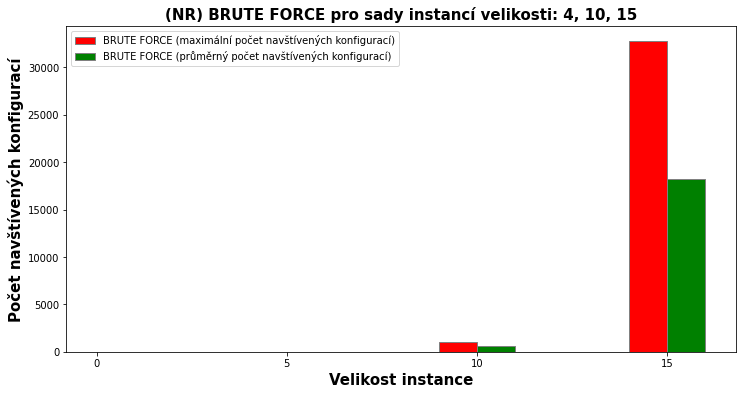 (NR) BRUTE FORCE pro sady instancí velikosti: 4, 10, 15
BRUTE FORCE (maximální počet navštívených konfigurací)
BRUTE FORCE (průměrný počet navštívených konfigurací)
Počet navštívených konfigurací
30000
25000
20000
15000
10000
5000
0
0 5 10 15
Velikost instance